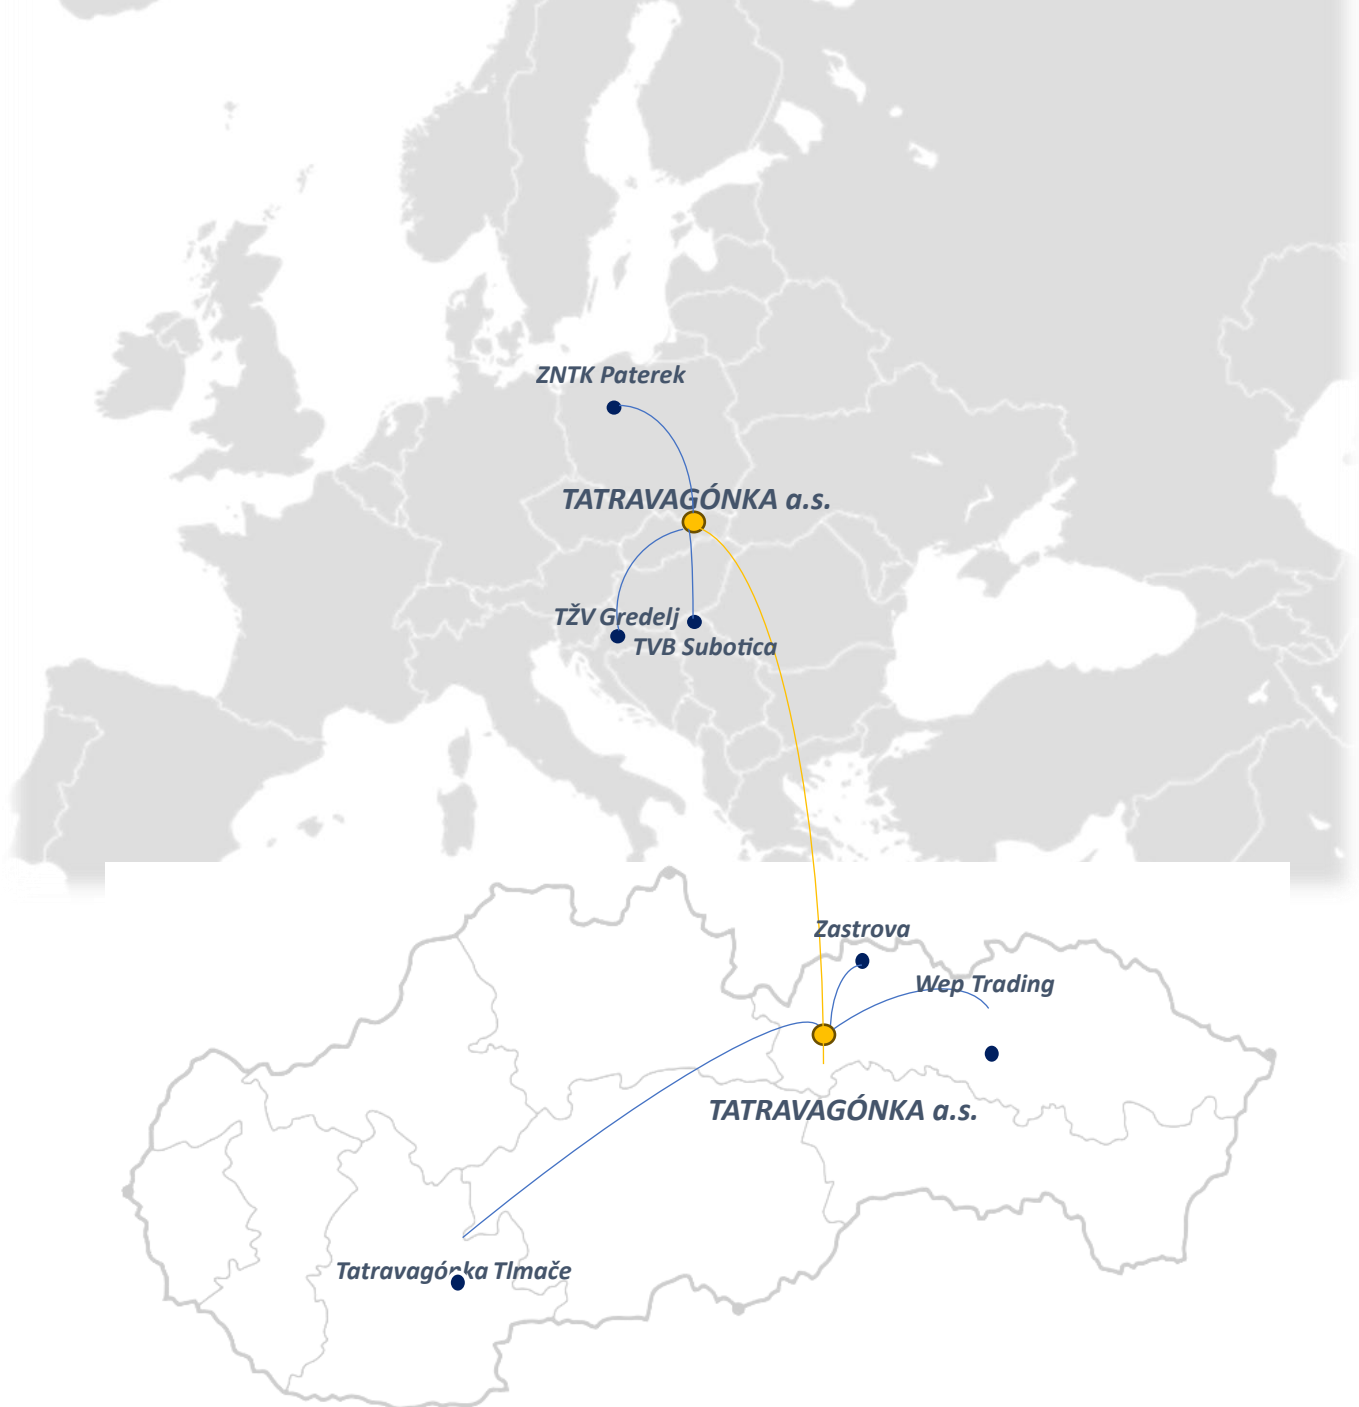 ZNTK Paterek
TATRAVAGÓNKA a.s.
TŽV Gredelj
TVB Subotica
Zastrova
Wep Trading
TATRAVAGÓNKA a.s.
Tatravagónka Tlmače